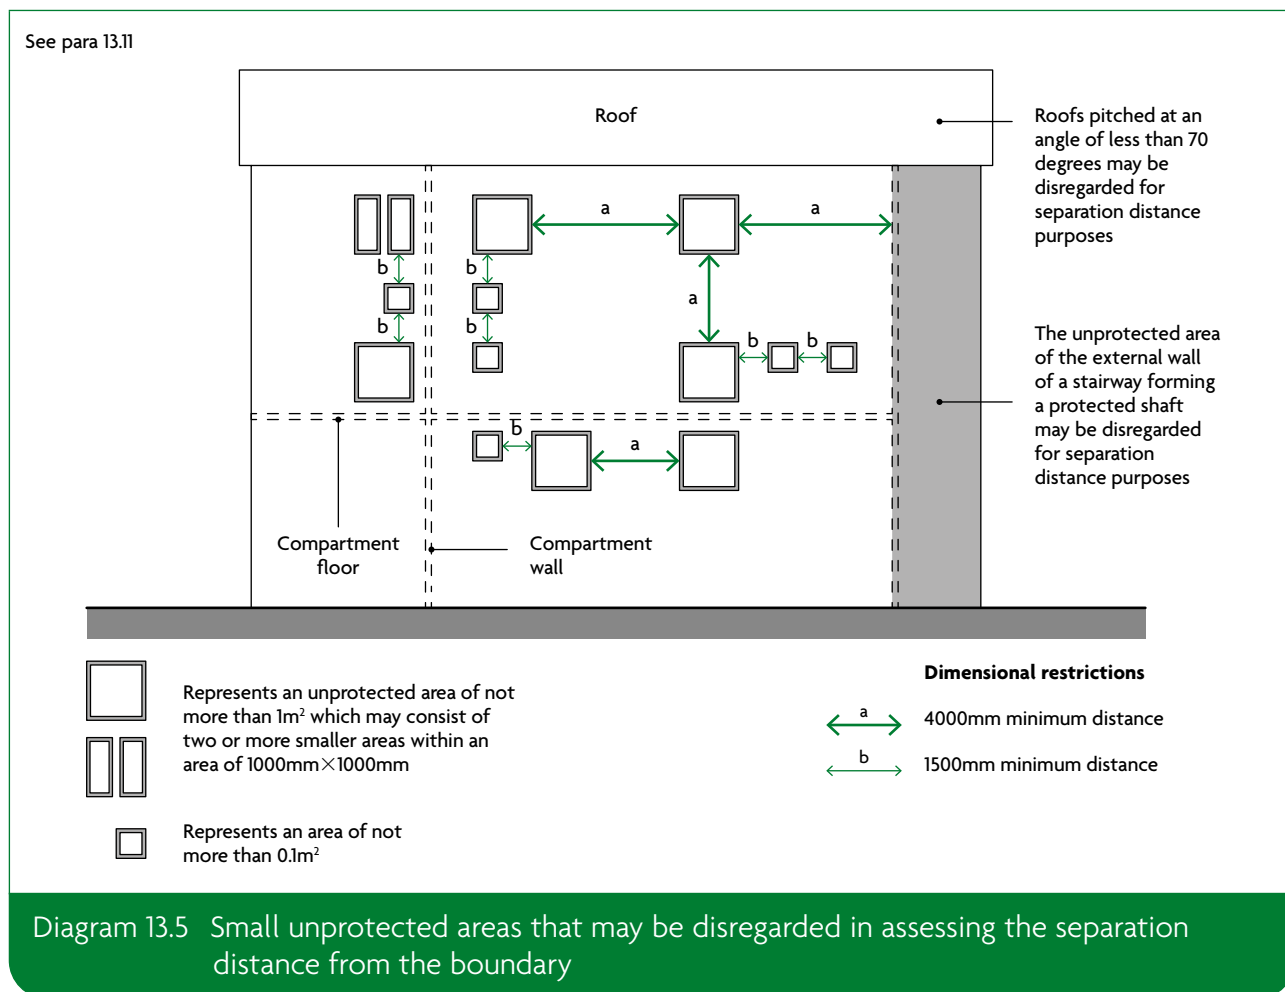 See para 13.11
Roof
Roofs pitched at an
angle of less than 70
degrees may be
disregarded for
separation distance
purposes
a
a
b
b
a
b
b
b
b
The unprotected area
of the external wall
of a stairway forming
a protected shaft
may be disregarded
for separation
distance purposes
b
a
Compartment
floor
Compartment
wall
Represents an unprotected area of not
more than 1m² which may consist of
two or more smaller areas within an
area of 1000mm×1000mm
Represents an area of not
more than 0.1m²
Dimensional restrictions
a
4000mm minimum distance
b
1500mm minimum distance
Diagram 13.5 Small unprotected areas that may be disregarded in assessing the separation
distance from the boundary